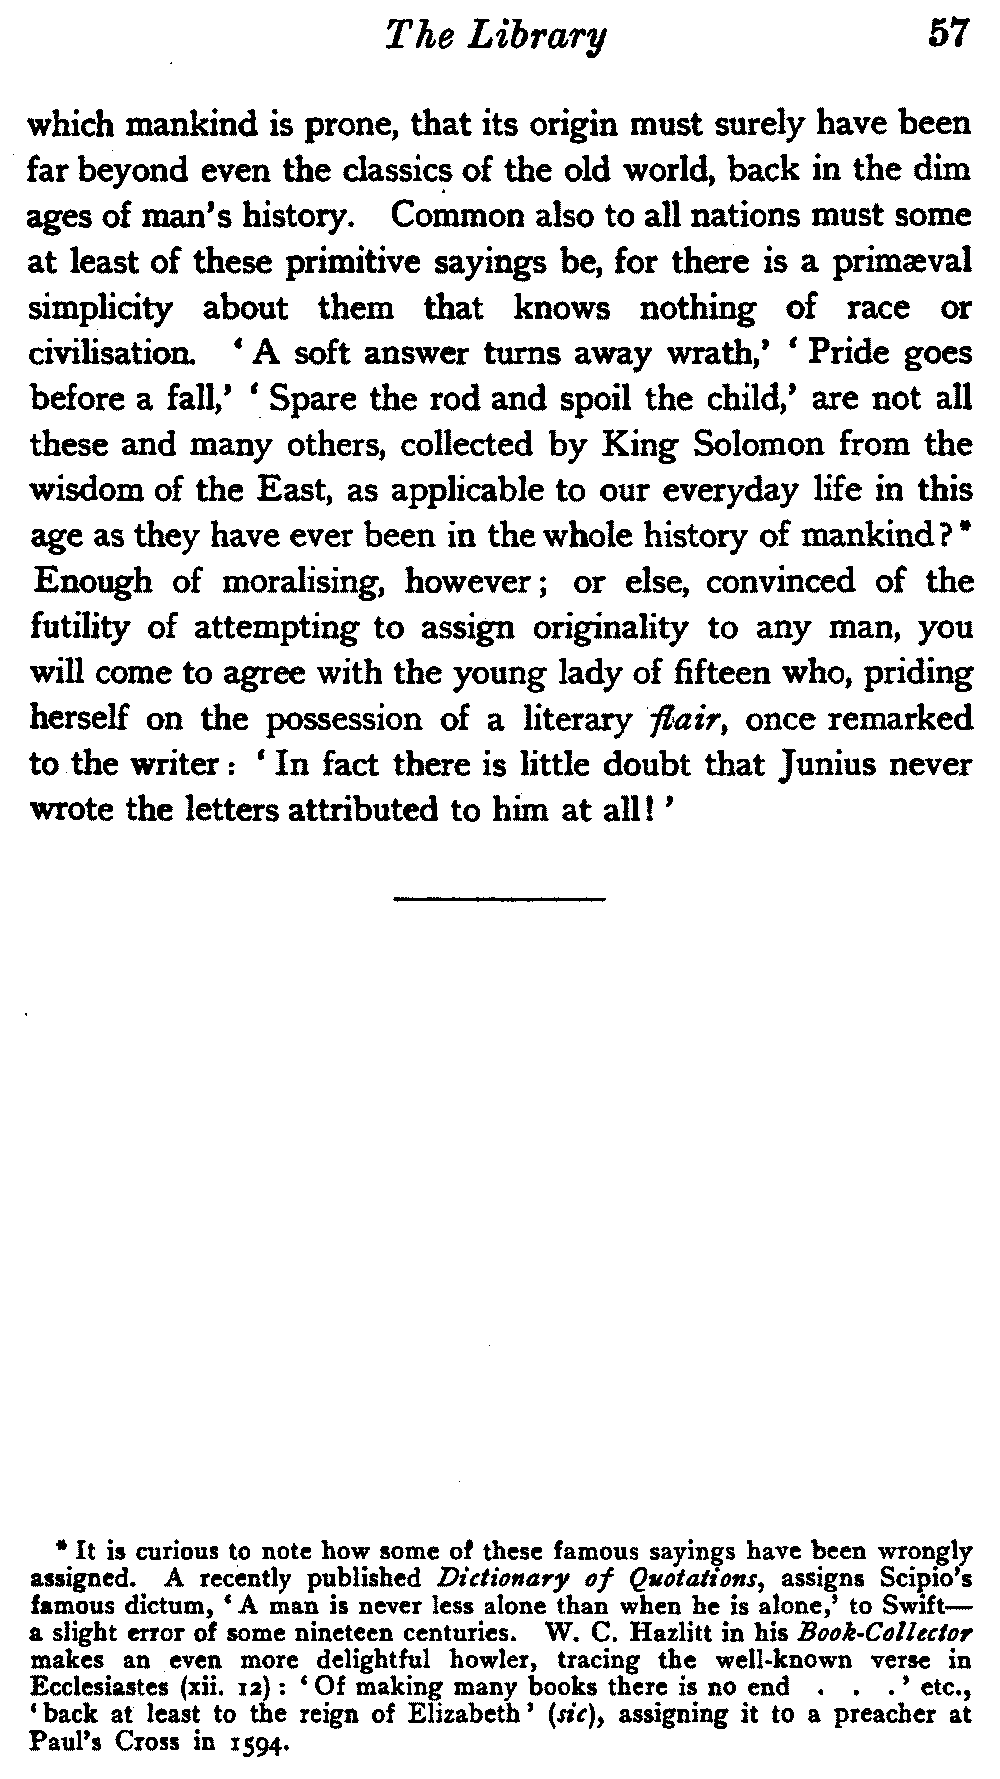 The Library 57
which mankind is prone, that its origin must surely have been
far beyond even the classics of the old world, back in the dim
ages of man's history. Common also to all nations must some
at least of these primitive sayings be, for there is a primæval
simplicity about them that knows nothing of race or
civilisation. ‘A soft answer turns away wrath,’ ‘Pride goes
before a fall,’ ‘Spare the rod and spoil the child,’ are not all
these and many others, collected by King Solomon from the
wisdom of the East, as applicable to our everyday life in this
age as they have ever been in the whole history of mankind?*
Enough of moralising, however; or else, convinced of the
futility of attempting to assign originality to any man, you
will come to agree with the young lady of fifteen who, priding
herself on the possession of a literary flair, once remarked
to the writer: ‘In fact there is little doubt that Junius never
wrote the letters attributed to him at all!’
* It is curious to note how some of these famous sayings have been wrongly
assigned. A recently published Dictionary of Quotations, assigns Scipio's
famous dictum, ‘A man is never less alone than when he is alone,’ to Swift—
a slight error of some nineteen centuries. W. C. Hazlitt in his Book-Collector
makes an even more delightful howler, tracing the well-known verse in
Ecclesiastes (xii. 12): ‘Of making many books there is no end . . .’ etc.,
‘back at least to the reign of Elizabeth’ (sic), assigning it to a preacher at
Paul's Cross in 1594.